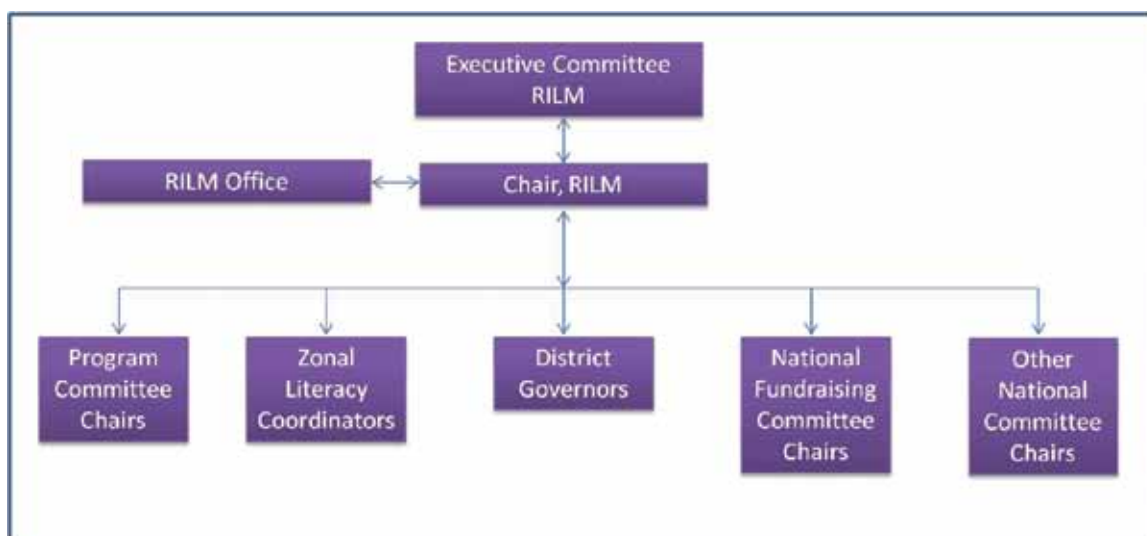 Executive Committee
RILM
RILM Office
Chair, RILM
Program
Committee
Chairs
Zonal
Literacy
Coordinators
District
Governors
National
Fundraising
Committee
Chairs
Other
National
Committee
Chairs